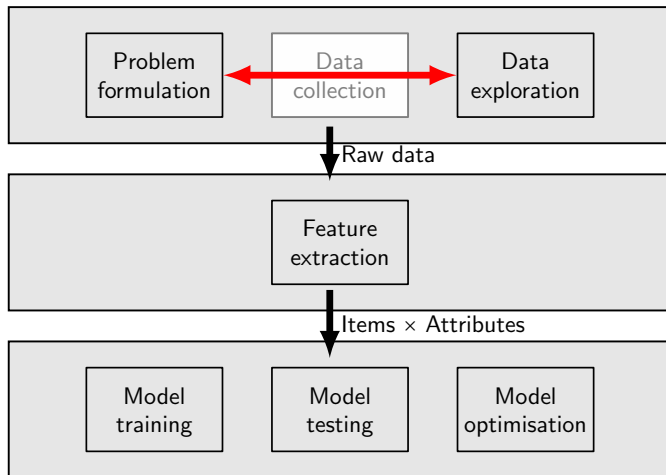 Problem
formulation
Data
collection
Data
exploration
Raw data
Feature
extraction
Items × Attributes
Model
training
Model
testing
Model
optimisation